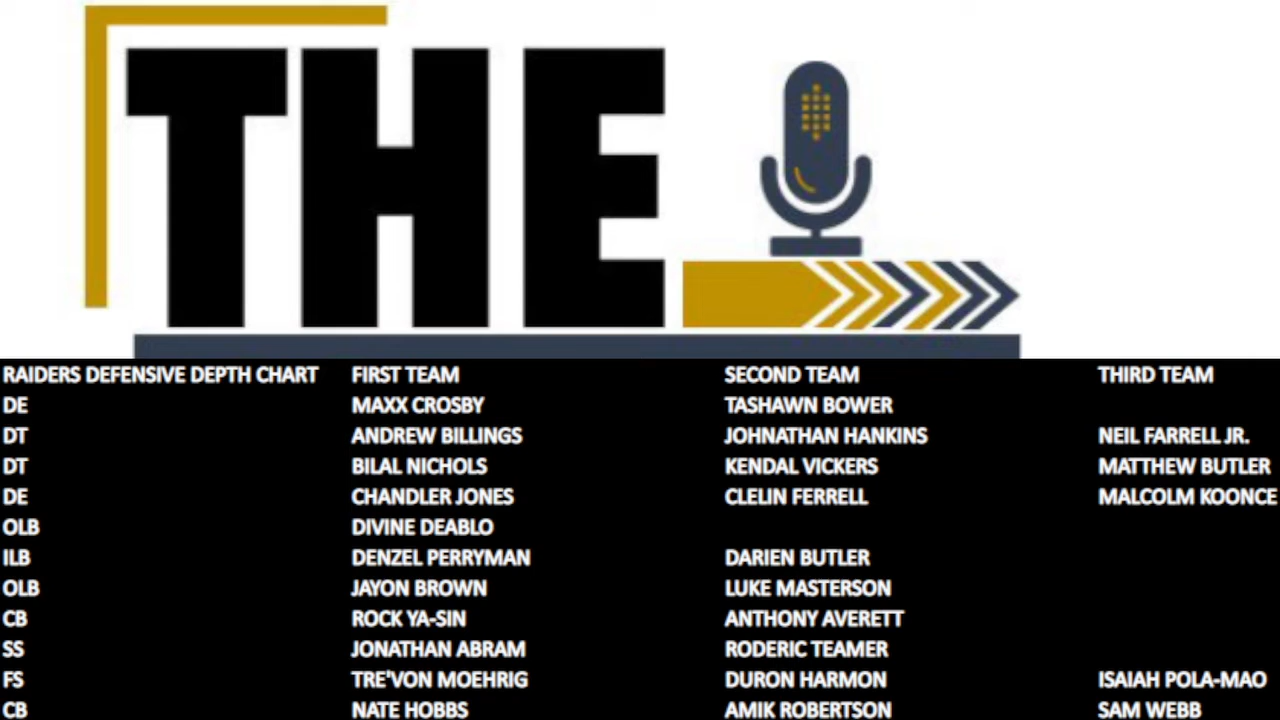 THE
RAIDERS DEFENSIVE DEPTH CHART FIRST TEAM SECOND TEAM THIRD TEAM
DE MAXX CROSBY TASHAWN BOWER
DT ANDREW BILLINGS JOHNATHAN HANKINS NEIL FARRELL JR.
DT BILAL NICHOLS KENDAL VICKERS MATTHEW BUTLER
DE CHANDLER JONES CLELIN FERRELL MALCOLM KOONCE
OLB DIVINE DEABLO
ILB DENZEL PERRYMAN DARIEN BUTLER
OLB JAYON BROWN LUKE MASTERSON
CB ROCK YA-SIN ANTHONY AVERETT
SS JONATHAN ABRAM RODERIC TEAMER
FS TRE'VON MOEHRIG DURON HARMON ISAIAH POLA-MAO
CB NATE HOBBS AMIK ROBERTSON SAM WEBB